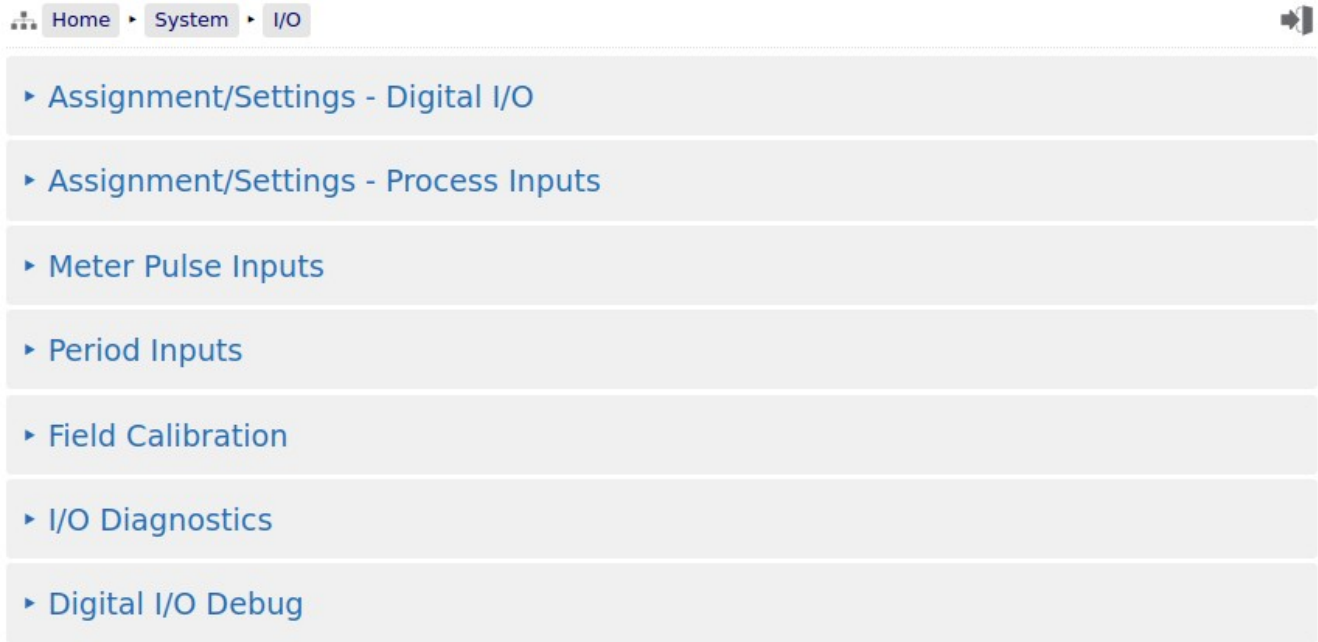 Home ‣ System ‣ I/O
‣ Assignment/Settings - Digital I/O
‣ Assignment/Settings - Process Inputs
‣ Meter Pulse Inputs
‣ Period Inputs
‣ Field Calibration
‣ I/O Diagnostics
‣ Digital I/O Debug